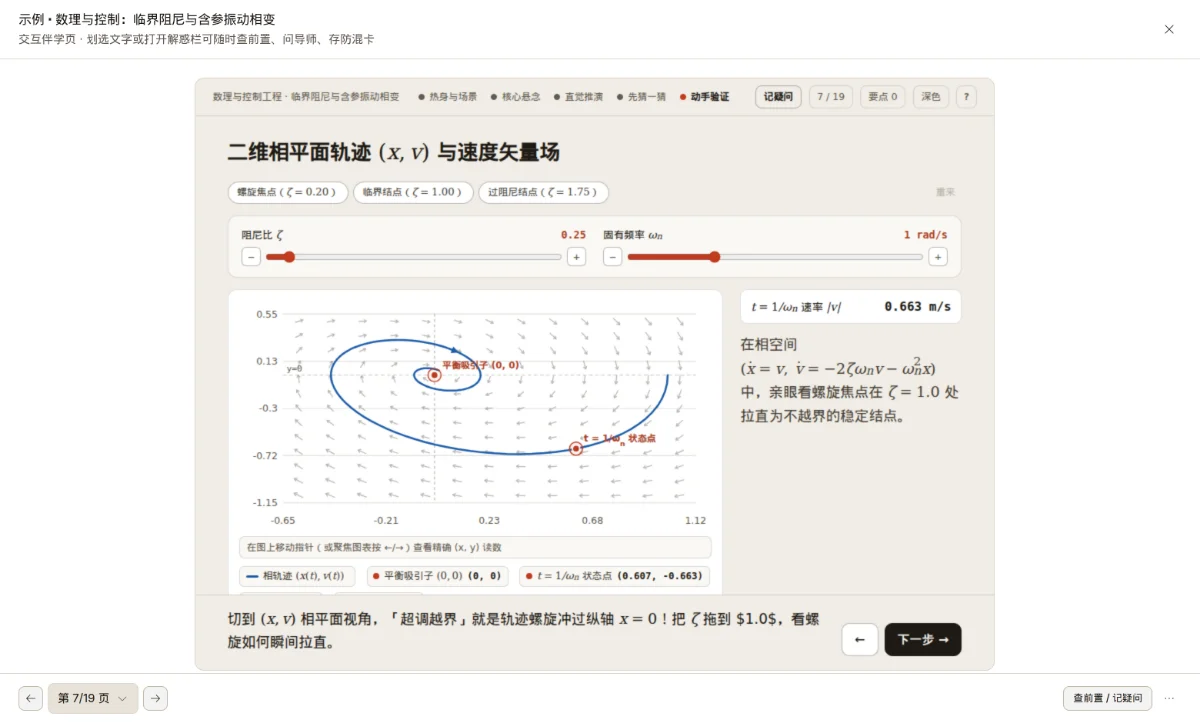 示例 · 数理与控制：临界阻尼与含参振动相变
交互伴学页 · 划选文字或打开解惑栏可随时查前置、问导师、存防混卡
×
数理与控制工程 · 临界阻尼与含参振动相变 ● 热身与场景 ● 核心悬念 ● 直觉推演 ● 先猜一猜 ● 动手验证 记疑问 7 / 19 要点 0 深色 ?
二维相平面轨迹 (x, v) 与速度矢量场
螺旋焦点 ( ζ = 0.20 ) 临界结点 ( ζ = 1.00 ) 过阻尼结点 ( ζ = 1.75 ) 重来
阻尼比 ζ 0.25 固有频率 ωn 1 rad/s
− + − +
t = 1/ωn 速率 |v| 0.663 m/s
在相空间
(ẋ = v, v̇ = −2ζωnv − ωn²x)
中，亲眼看螺旋焦点在 ζ = 1.0 处
拉直为不越界的稳定结点。
0.55
0.13
y=0
-0.3
-0.72
-1.15
平衡吸引子 (0, 0)
t = 1/ωn 状态点
-0.65 -0.21 0.23 0.68 1.12
在图上移动指针 ( 或聚焦图表按 ←/→ ) 查看精确 (x, y) 读数
相轨迹 (x(t), v(t)) 平衡吸引子 (0, 0) (0, 0) t = 1/ωn 状态点 (0.607, -0.663)
切到 (x, v) 相平面视角，「超调越界」就是轨迹螺旋冲过纵轴 x = 0！把 ζ 拖到 $1.0$，看螺
旋如何瞬间拉直。
← 下一步 →
← 第 7/19 页 → 查前置 / 记疑问 ···